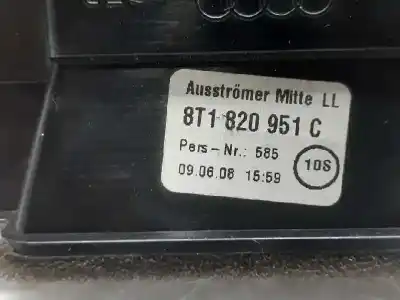 Ausströmer Mitte LL
8T1 820 951 C
Pers-Nr.: 585
10S
09.06.08 15:59